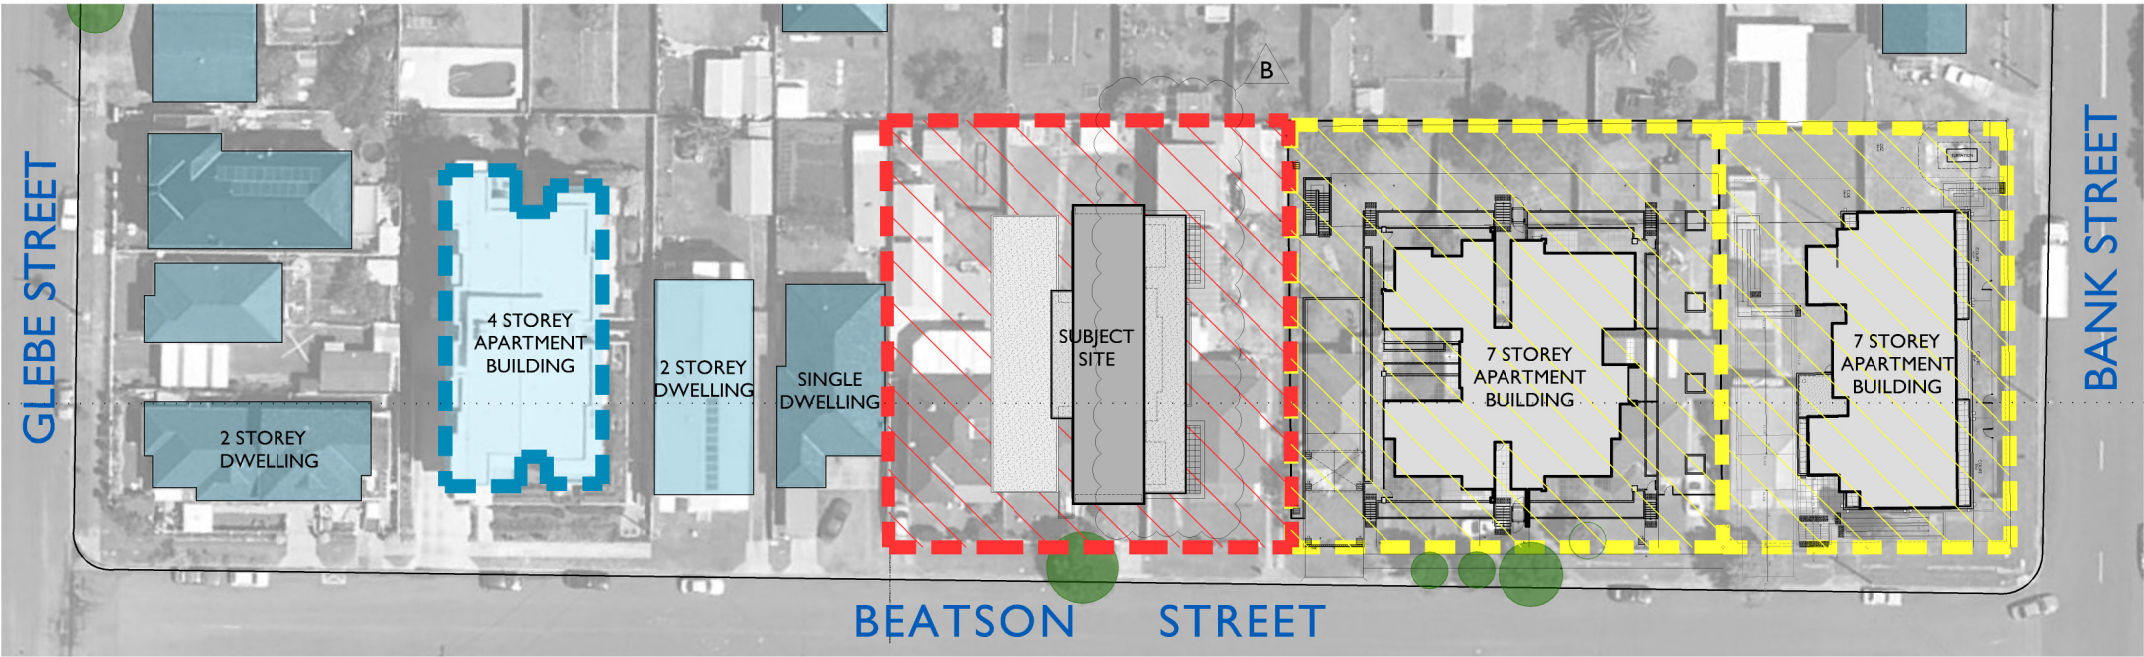 B
GLEBE STREET
4 STOREY
APARTMENT
BUILDING
2 STOREY
DWELLING
2 STOREY
DWELLING
SINGLE
DWELLING
SUBJECT
SITE
7 STOREY
APARTMENT
BUILDING
7 STOREY
APARTMENT
BUILDING
BANK STREET
BEATSON STREET